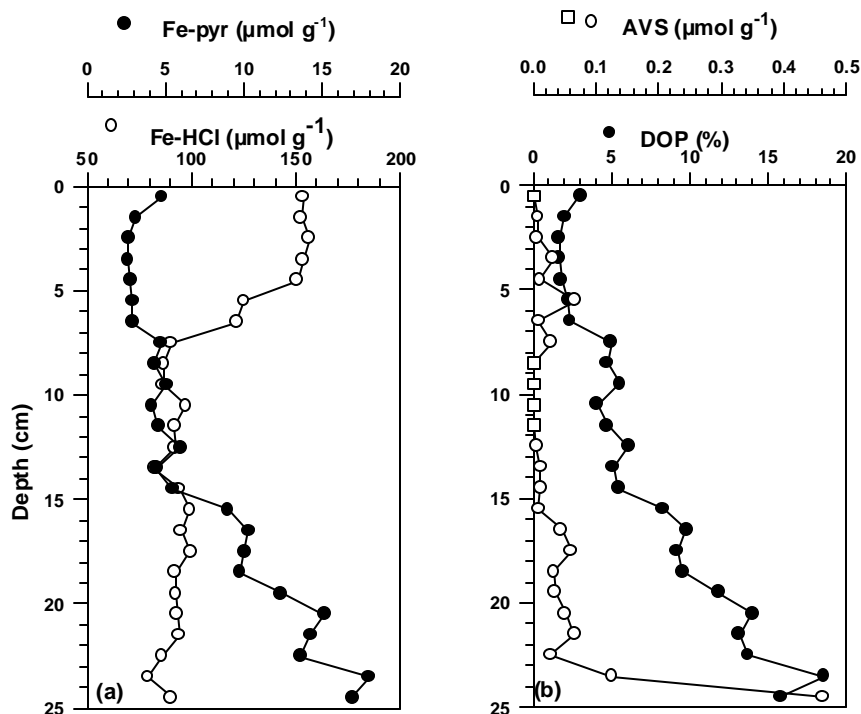 Fe-pyr (µmol g-1)
0 5 10 15 20
Fe-HCl (µmol g-1)
50 100 150 200
AVS (µmol g-1)
0.0 0.1 0.2 0.3 0.4 0.5
DOP (%)
0 5 10 15 20
Depth (cm)
0
5
10
15
20
25
(a)
0
5
10
15
20
25
(b)